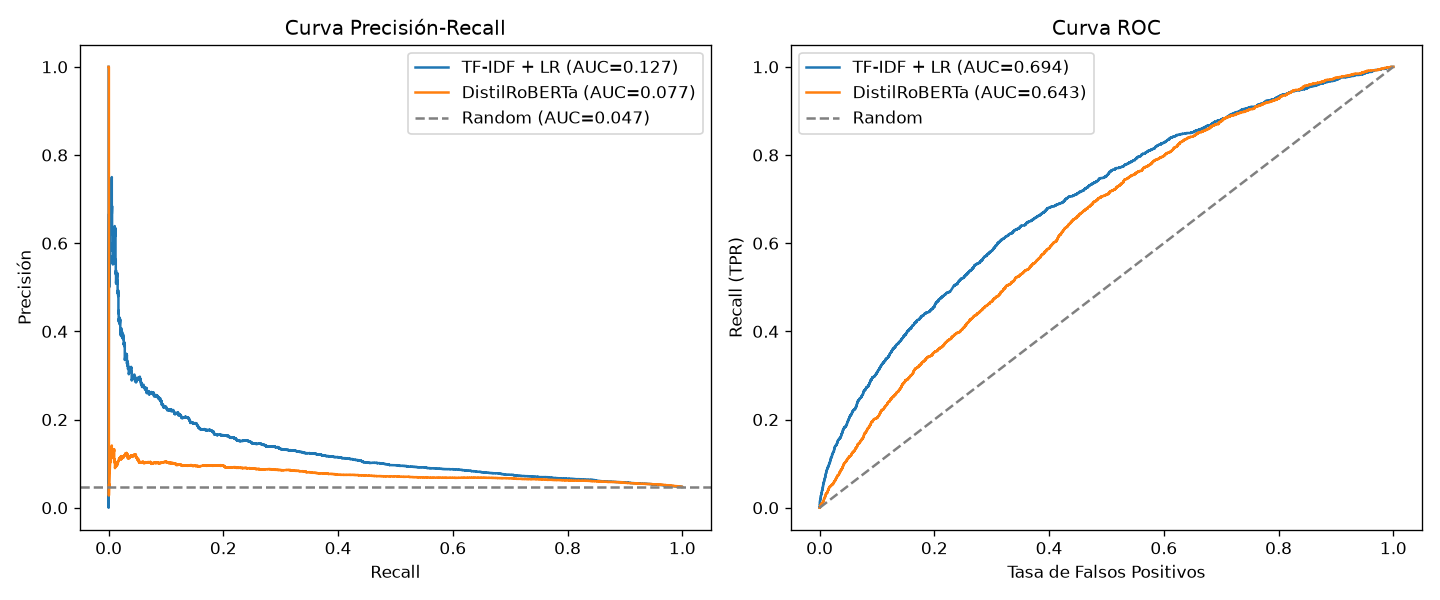 Curva Precisión-Recall
TF-IDF + LR (AUC=0.127)
DistilRoBERTa (AUC=0.077)
Random (AUC=0.047)
1.0
0.8
0.6
0.4
0.2
0.0
Precisión
0.0 0.2 0.4 0.6 0.8 1.0
Recall
Curva ROC
TF-IDF + LR (AUC=0.694)
DistilRoBERTa (AUC=0.643)
Random
1.0
0.8
0.6
0.4
0.2
0.0
Recall (TPR)
0.0 0.2 0.4 0.6 0.8 1.0
Tasa de Falsos Positivos